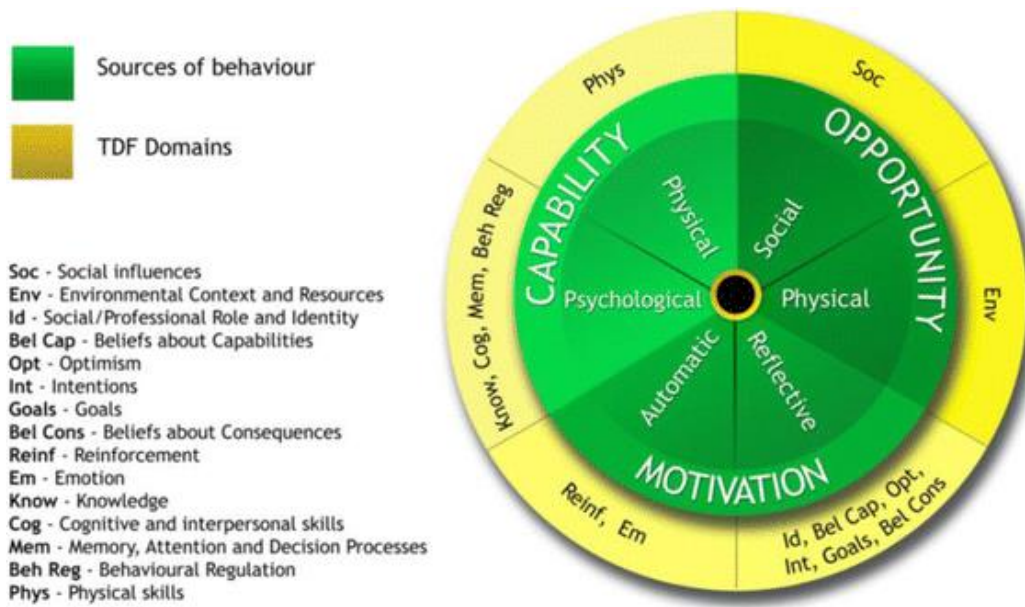 Sources of behaviour
TDF Domains
Soc - Social influences
Env - Environmental Context and Resources
Id - Social/Professional Role and Identity
Bel Cap - Beliefs about Capabilities
Opt - Optimism
Int - Intentions
Goals - Goals
Bel Cons - Beliefs about Consequences
Reinf - Reinforcement
Em - Emotion
Know - Knowledge
Cog - Cognitive and interpersonal skills
Mem - Memory, Attention and Decision Processes
Beh Reg - Behavioural Regulation
Phys - Physical skills
Phys
Soc
Env
Id, Bel Cap, Opt,
Int, Goals, Bel Cons
Reinf, Em
Know, Cog, Mem, Beh Reg
CAPABILITY
OPPORTUNITY
MOTIVATION
Physical
Social
Physical
Reflective
Automatic
Psychological